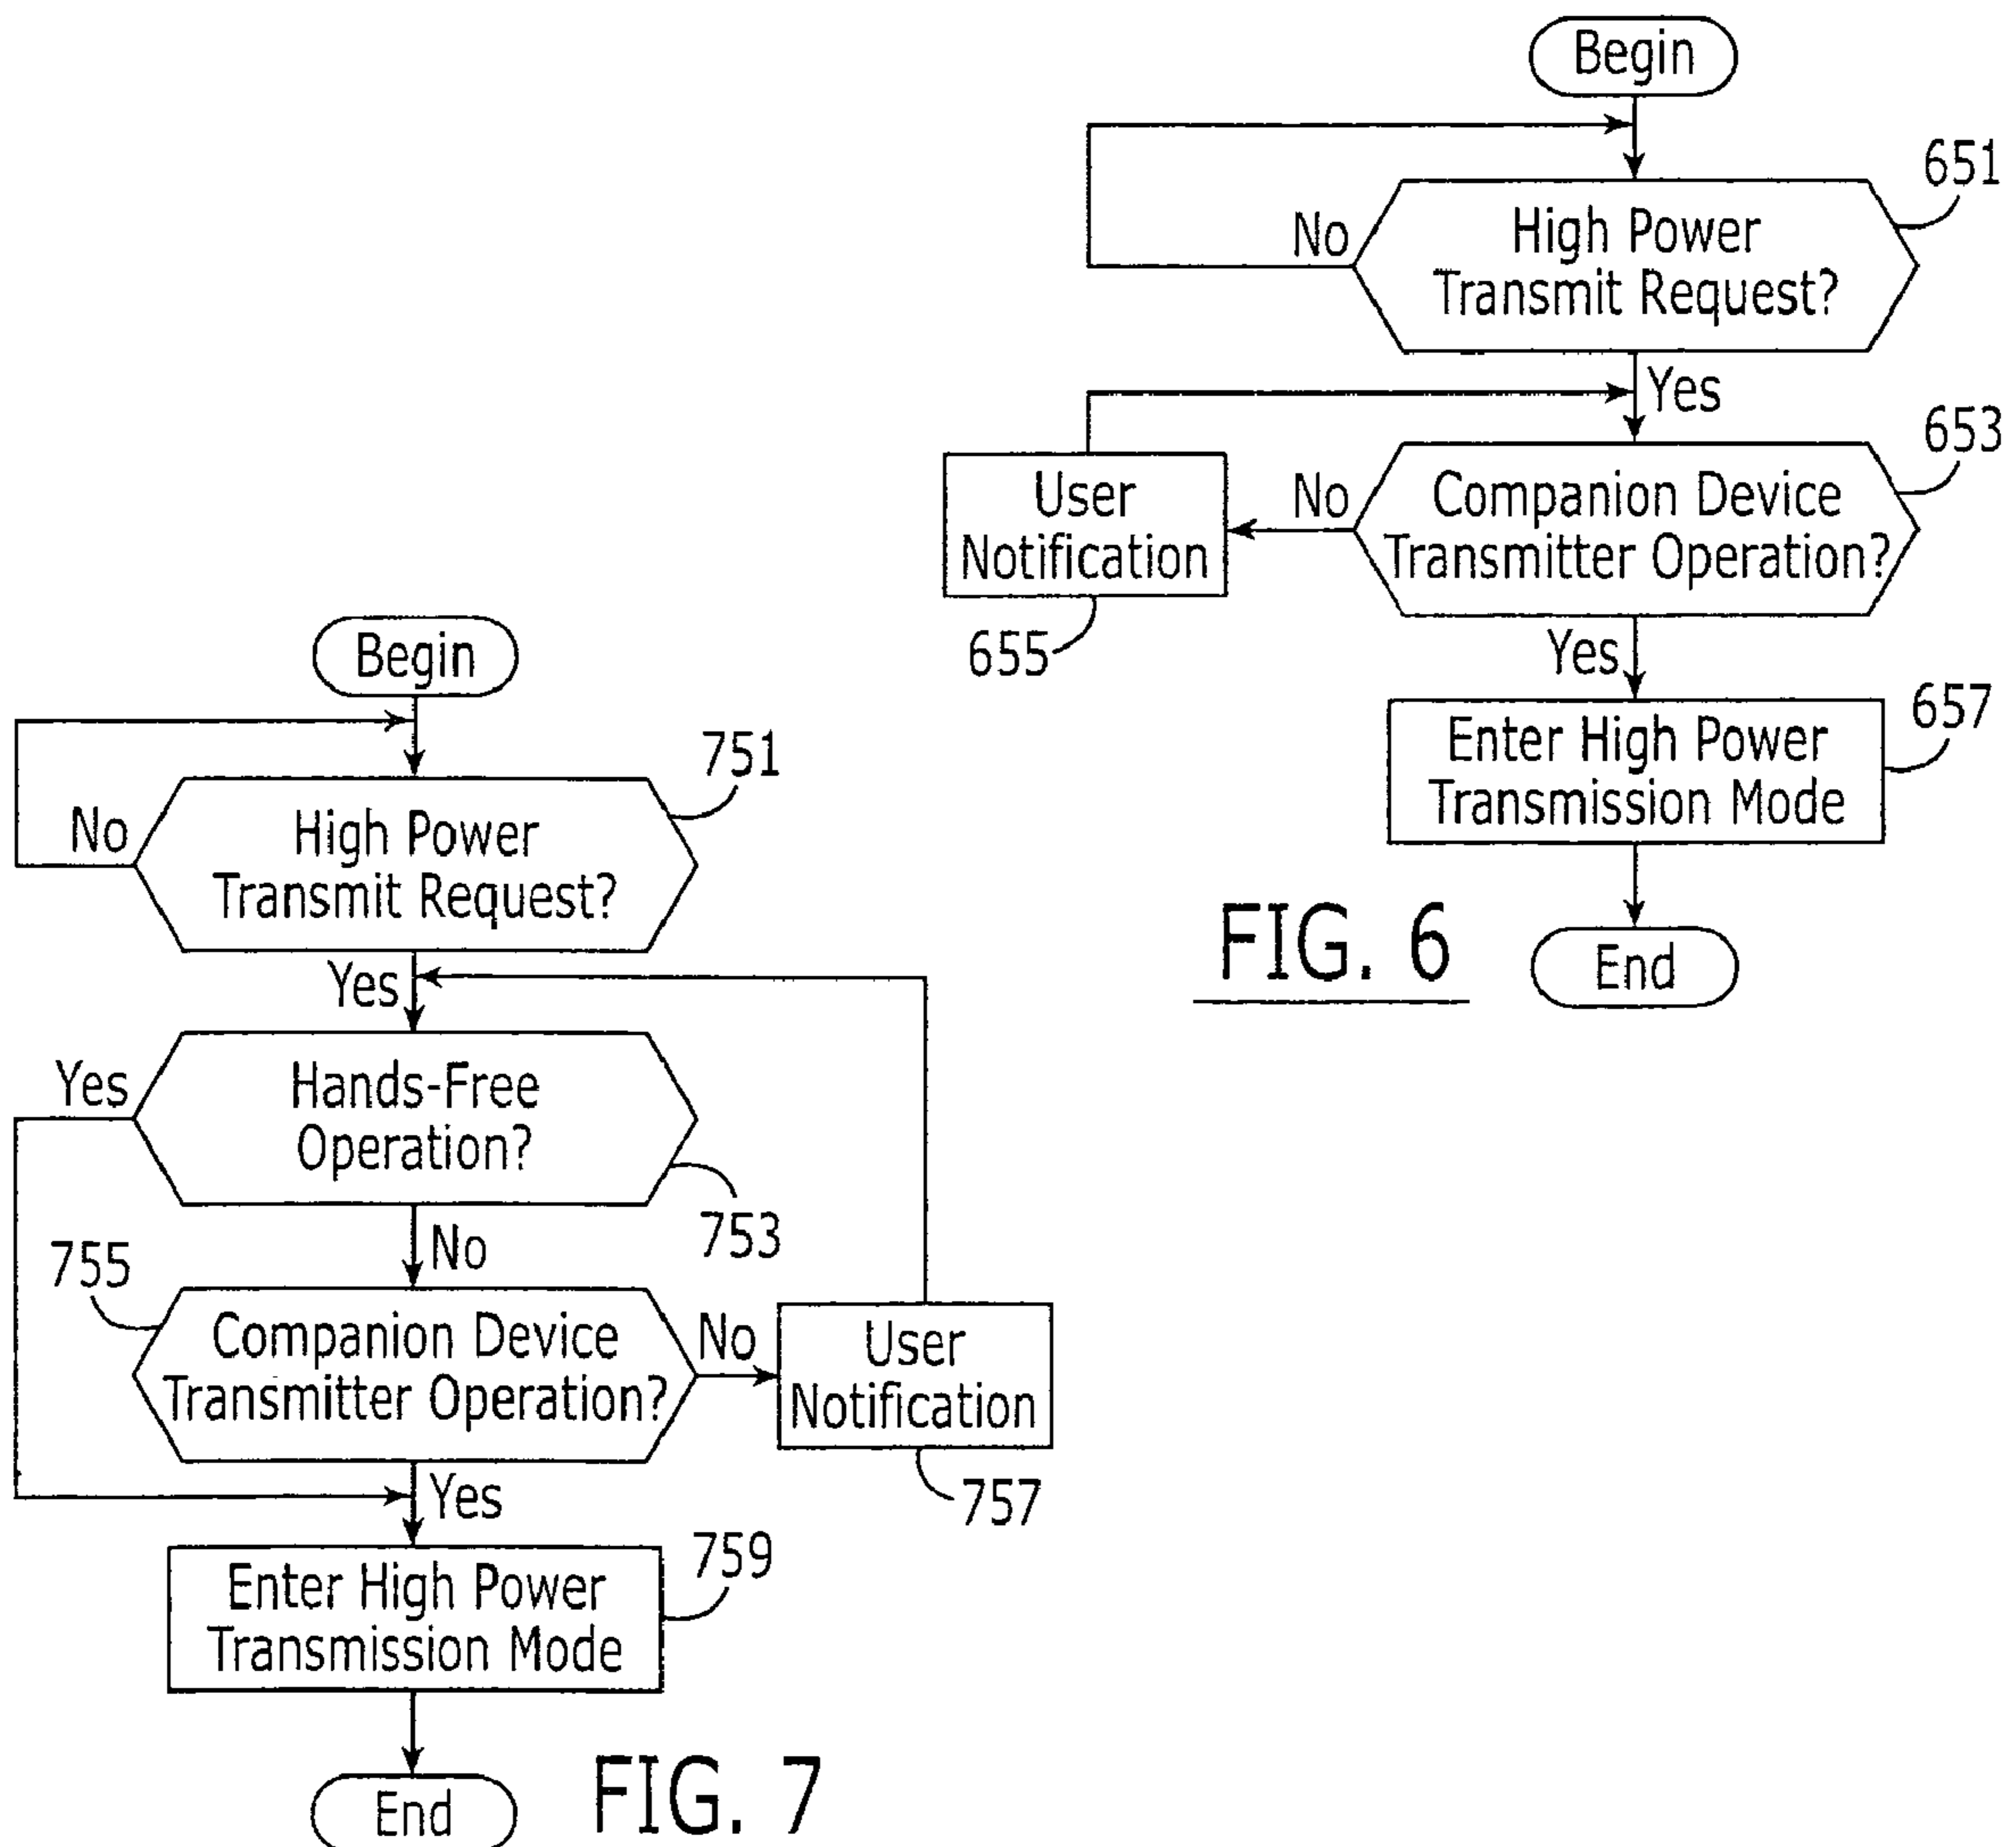 Begin
651
No
High Power
Transmit Request?
Yes
653
User
Notification
No
Companion Device
Transmitter Operation?
655
Yes
657
Enter High Power
Transmission Mode
FIG. 6
End
Begin
751
No
High Power
Transmit Request?
Yes
Yes
Hands-Free
Operation?
753
No
755
Companion Device
Transmitter Operation?
No
User
Notification
757
Yes
759
Enter High Power
Transmission Mode
End
FIG. 7